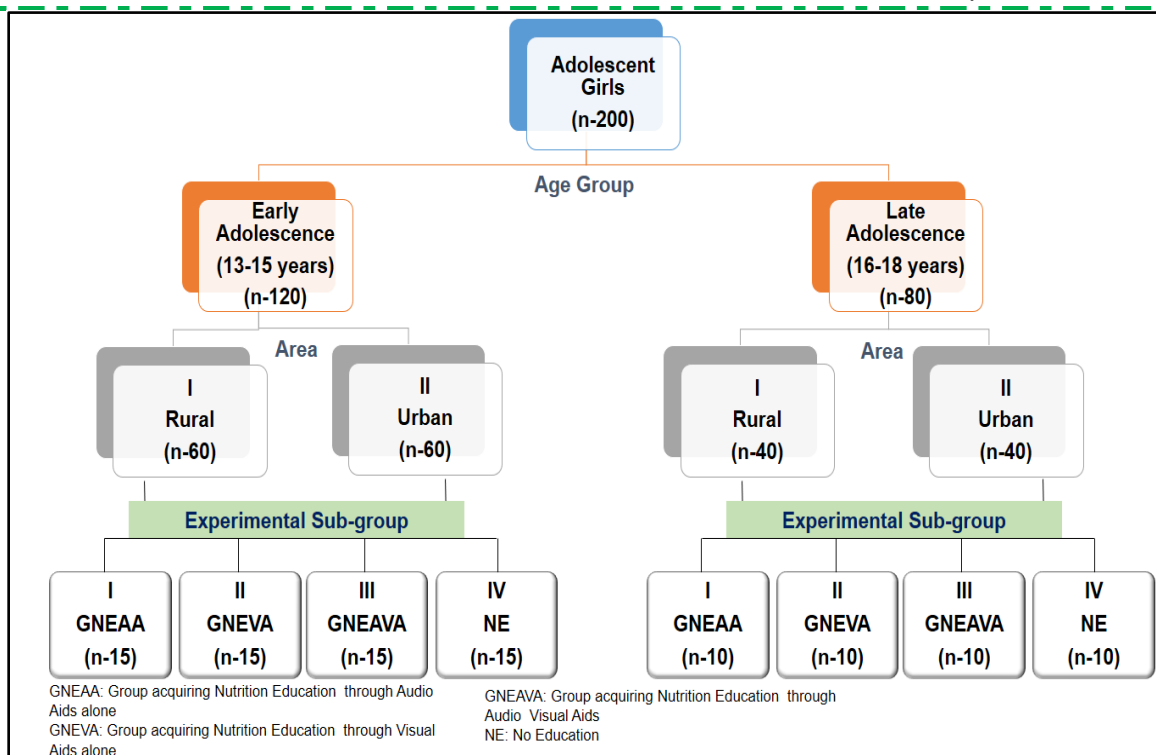 Adolescent
Girls
(n-200)
Age Group
Early
Adolescence
(13-15 years)
(n-120)
Late
Adolescence
(16-18 years)
(n-80)
Area
I
Rural
(n-60)
II
Urban
(n-60)
Area
I
Rural
(n-40)
II
Urban
(n-40)
Experimental Sub-group
I
GNEAA
(n-15)
II
GNEVA
(n-15)
III
GNEAVA
(n-15)
IV
NE
(n-15)
Experimental Sub-group
I
GNEAA
(n-10)
II
GNEVA
(n-10)
III
GNEAVA
(n-10)
IV
NE
(n-10)
GNEAA: Group acquiring Nutrition Education through Audio
Aids alone
GNEVA: Group acquiring Nutrition Education through Visual
Aids alone
GNEAVA: Group acquiring Nutrition Education through
Audio Visual Aids
NE: No Education